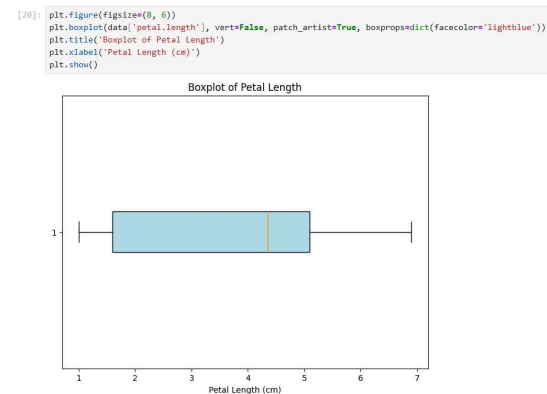 [20]: plt.figure(figsize=(8, 6))
plt.boxplot(data['petal.length'], vert=False, patch_artist=True, boxprops=dict(facecolor='lightblue'))
plt.title('Boxplot of Petal Length')
plt.xlabel('Petal Length (cm)')
plt.show()
Boxplot of Petal Length
1
1 2 3 4 5 6 7
Petal Length (cm)